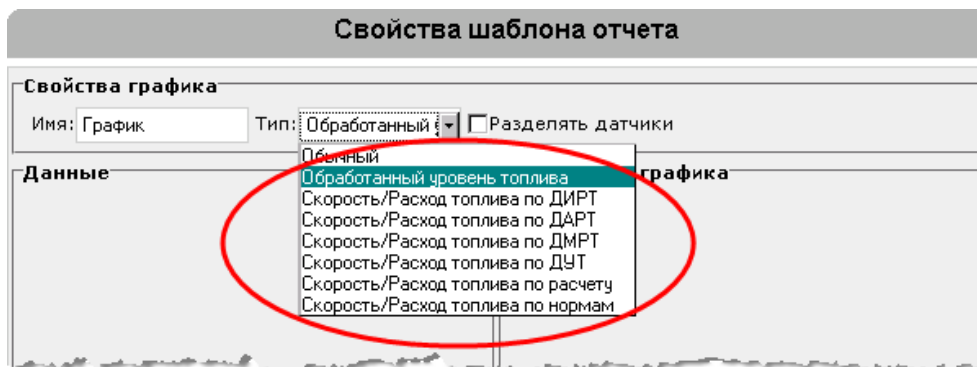 Свойства шаблона отчета
Свойства графика
Имя: График Тип: Обработанный Разделять датчики
Обычный
Данные
Обработанный уровень топлива
графика
Скорость/Расход топлива по ДИРТ
Скорость/Расход топлива по ДАРТ
Скорость/Расход топлива по ДМРТ
Скорость/Расход топлива по ДУТ
Скорость/Расход топлива по расчету
Скорость/Расход топлива по нормам